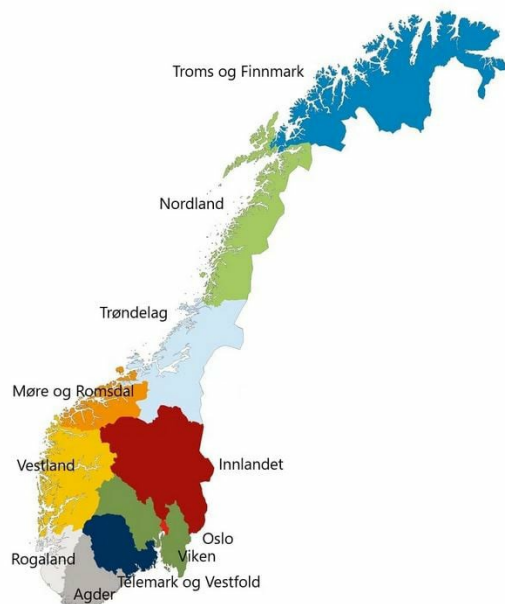 Troms og Finnmark
Nordland
Trøndelag
Møre og Romsdal
Vestland
Innlandet
Oslo
Rogaland
Viken
Telemark og Vestfold
Agder